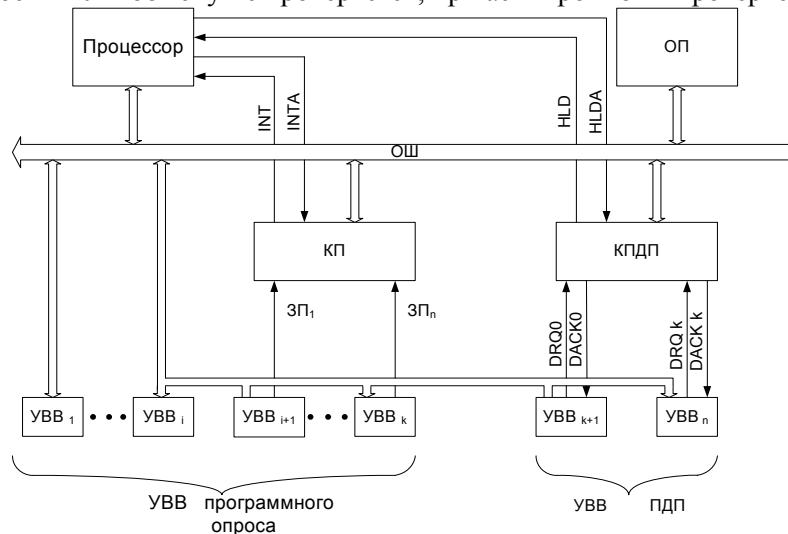 Процессор
ОП
INT
INTA
HLD
HLDA
ОШ
КП
КПДП
ЗП1
ЗПn
DRQ0
DACK0
DRQ k
DACK k
УВВ 1
• • •
УВВ i
УВВ i+1
• • •
УВВ k
УВВ k+1
УВВ n
УВВ программного
опроса
УВВ ПДП